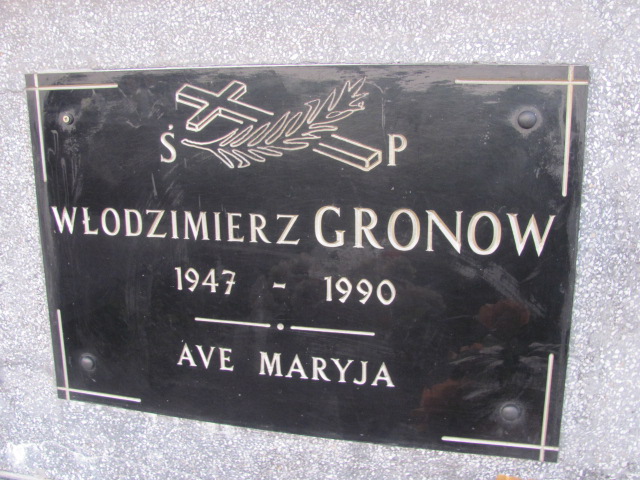 Ś P
WŁODZIMIERZ GRONOW
1947 - 1990
AVE MARYJA